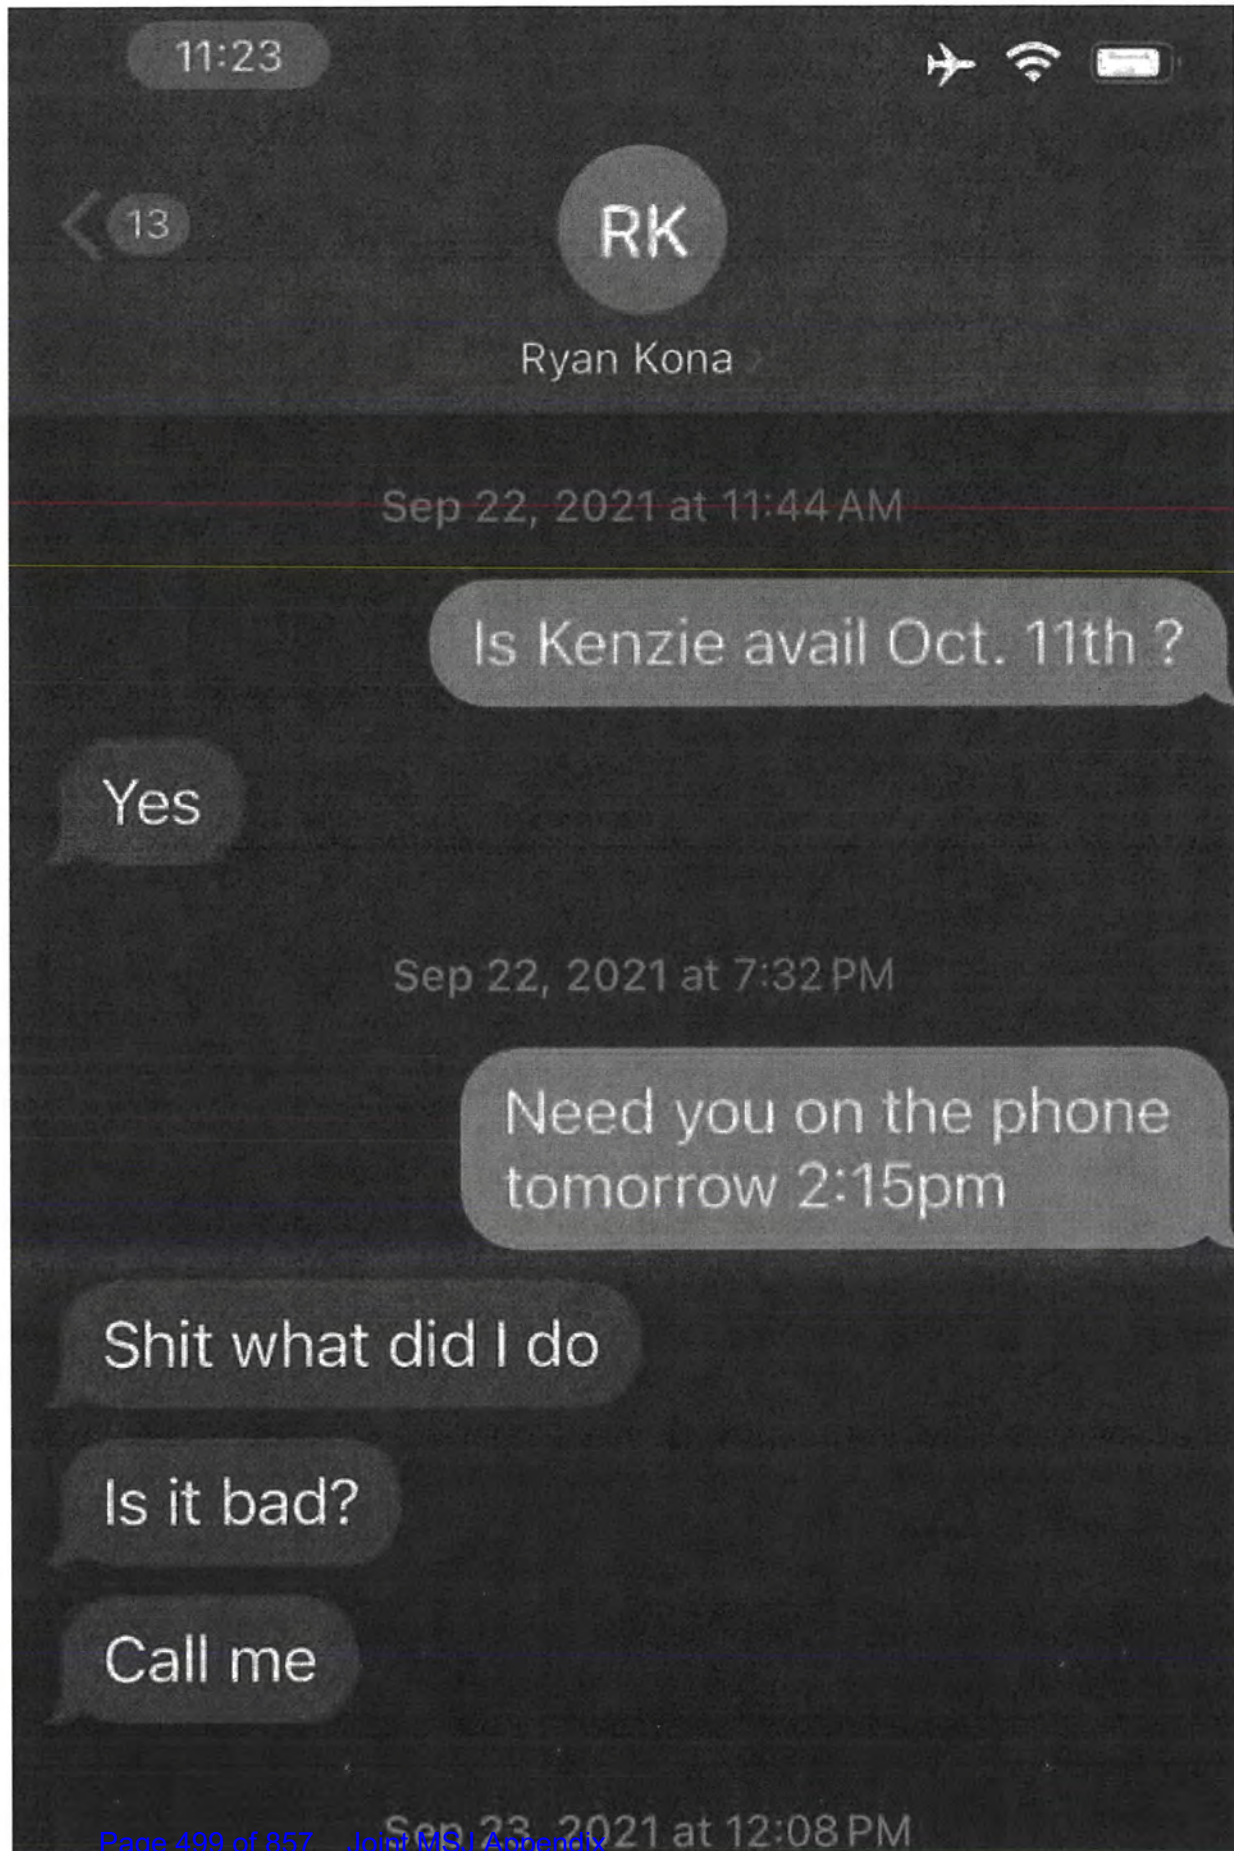 11:23
13
RK
Ryan Kona
Sep 22, 2021 at 11:44 AM
Is Kenzie avail Oct. 11th ?
Yes
Sep 22, 2021 at 7:32 PM
Need you on the phone
tomorrow 2:15pm
Shit what did I do
Is it bad?
Call me
Sep 23, 2021 at 12:08 PM
Page 499 of 857 Joint MSJ Appendix